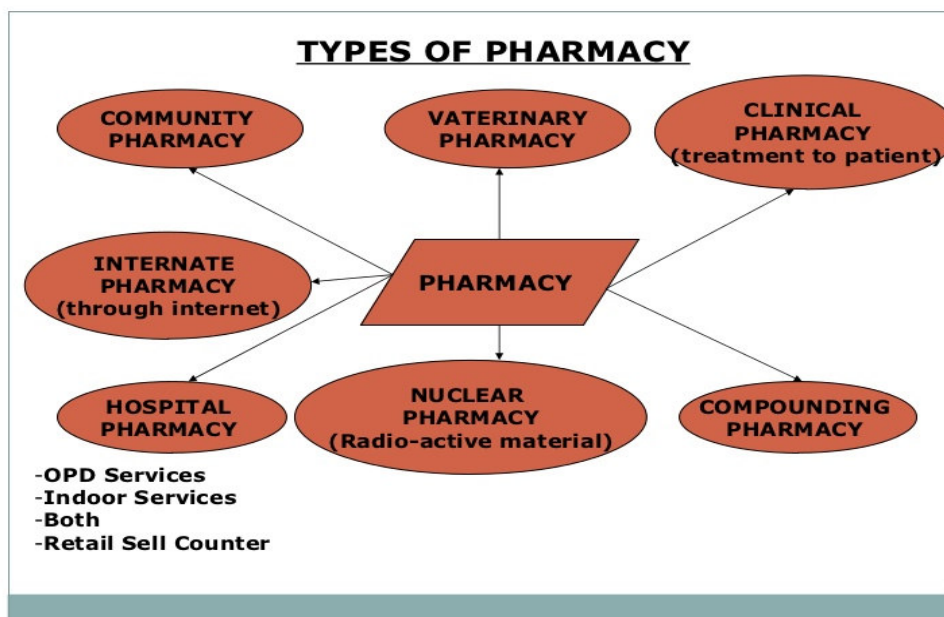 TYPES OF PHARMACY
COMMUNITY
PHARMACY
VATERINARY
PHARMACY
CLINICAL
PHARMACY
(treatment to patient)
INTERNATE
PHARMACY
(through internet)
PHARMACY
HOSPITAL
PHARMACY
NUCLEAR
PHARMACY
(Radio-active material)
COMPOUNDING
PHARMACY
-OPD Services
-Indoor Services
-Both
-Retail Sell Counter